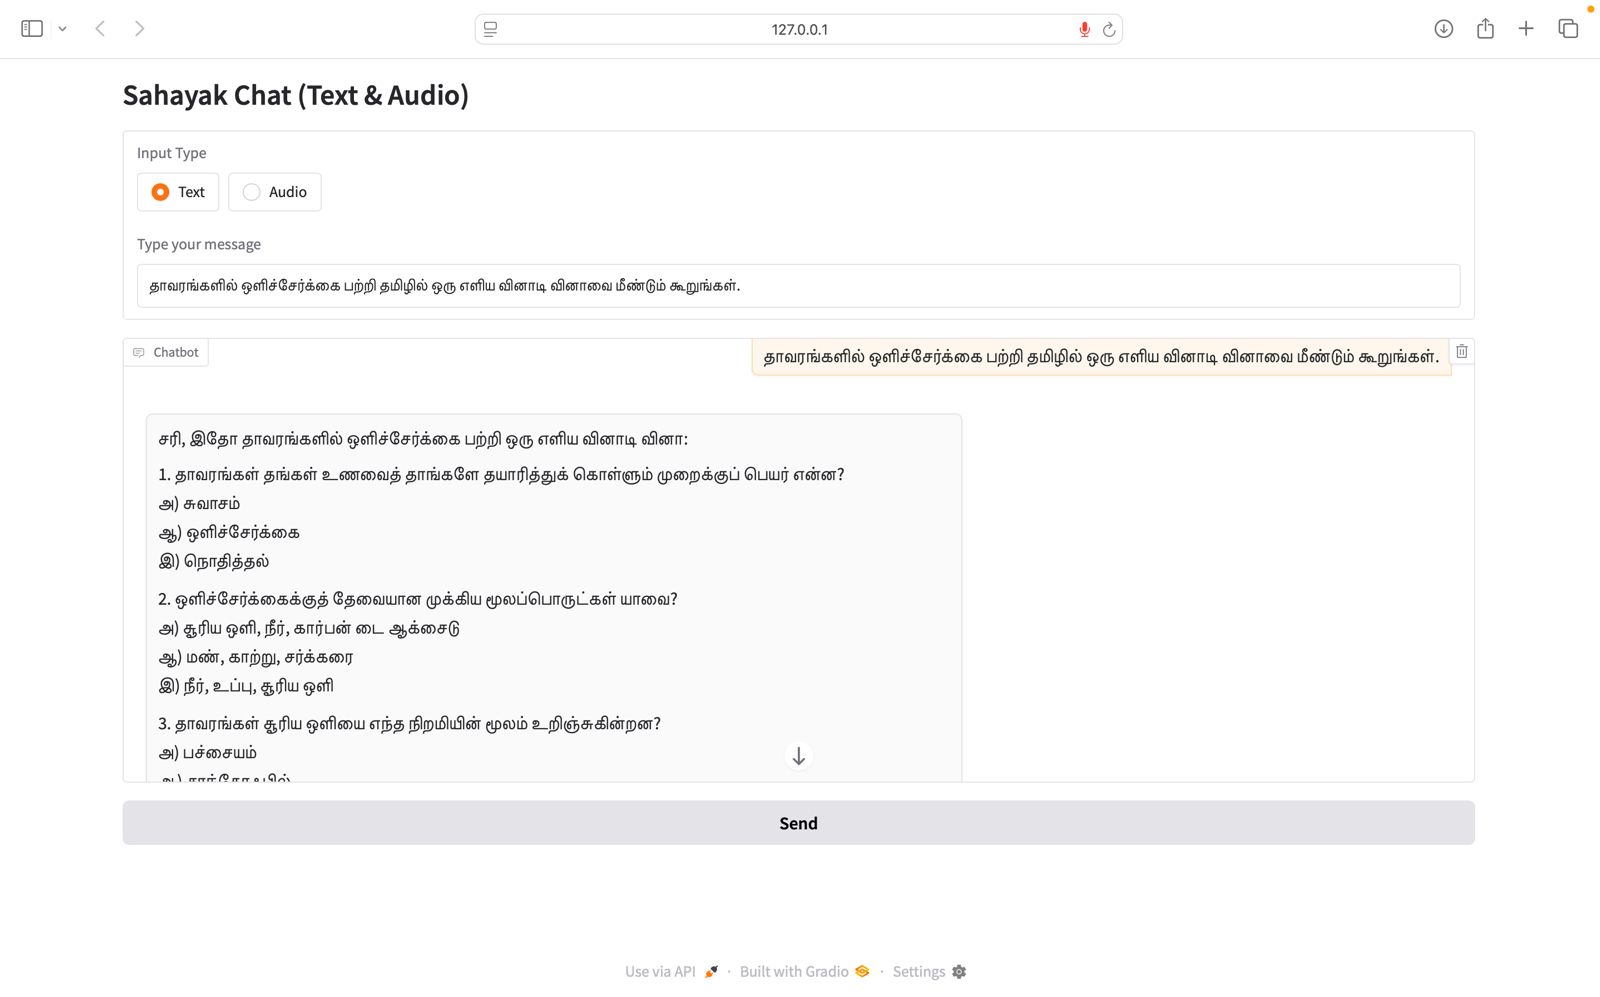 127.0.0.1
Sahayak Chat (Text & Audio)
Input Type
Text
Audio
Type your message
தாவரங்களில் ஒளிச்சேர்க்கை பற்றி தமிழில் ஒரு எளிய வினாடி வினாவை மீண்டும் கூறுங்கள்.
Chatbot
தாவரங்களில் ஒளிச்சேர்க்கை பற்றி தமிழில் ஒரு எளிய வினாடி வினாவை மீண்டும் கூறுங்கள்.
சரி, இதோ தாவரங்களில் ஒளிச்சேர்க்கை பற்றி ஒரு எளிய வினாடி வினா:
1. தாவரங்கள் தங்கள் உணவைத் தாங்களே தயாரித்துக் கொள்ளும் முறைக்குப் பெயர் என்ன?
அ) சுவாசம்
ஆ) ஒளிச்சேர்க்கை
இ) நொதித்தல்
2. ஒளிச்சேர்க்கைக்குத் தேவையான முக்கிய மூலப்பொருட்கள் யாவை?
அ) சூரிய ஒளி, நீர், கார்பன் டை ஆக்சைடு
ஆ) மண், காற்று, சர்க்கரை
இ) நீர், உப்பு, சூரிய ஒளி
3. தாவரங்கள் சூரிய ஒளியை எந்த நிறமியின் மூலம் உறிஞ்சுகின்றன?
அ) பச்சையம்
Send
Use via API · Built with Gradio · Settings